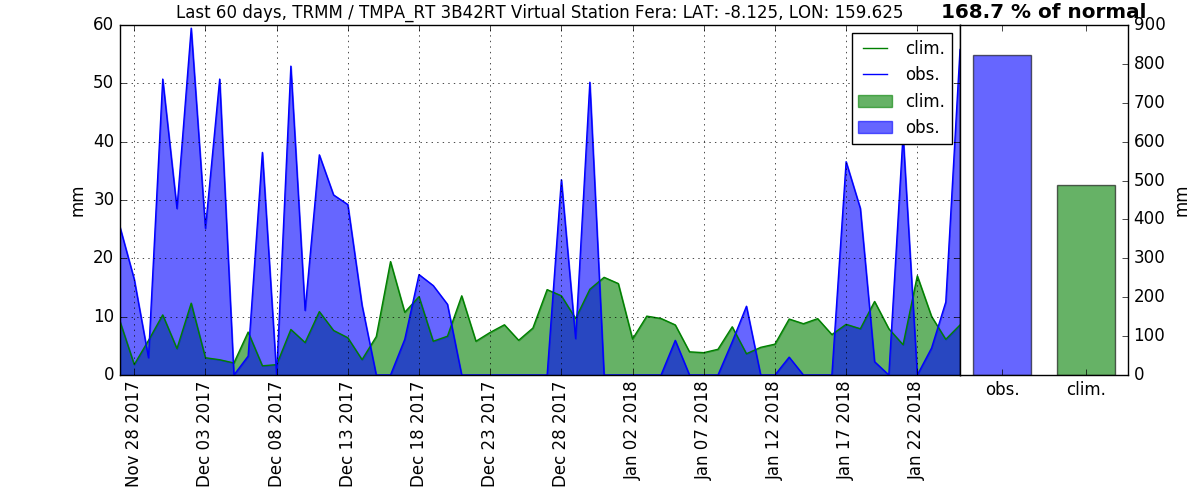 Last 60 days, TRMM / TMPA_RT 3B42RT Virtual Station Fera: LAT: -8.125, LON: 159.625
168.7 % of normal
60
50
40
30
20
10
0
mm
clim.
obs.
clim.
obs.
900
800
700
600
500
400
300
200
100
0
mm
Nov 28 2017
Dec 03 2017
Dec 08 2017
Dec 13 2017
Dec 18 2017
Dec 23 2017
Dec 28 2017
Jan 02 2018
Jan 07 2018
Jan 12 2018
Jan 17 2018
Jan 22 2018
obs.
clim.